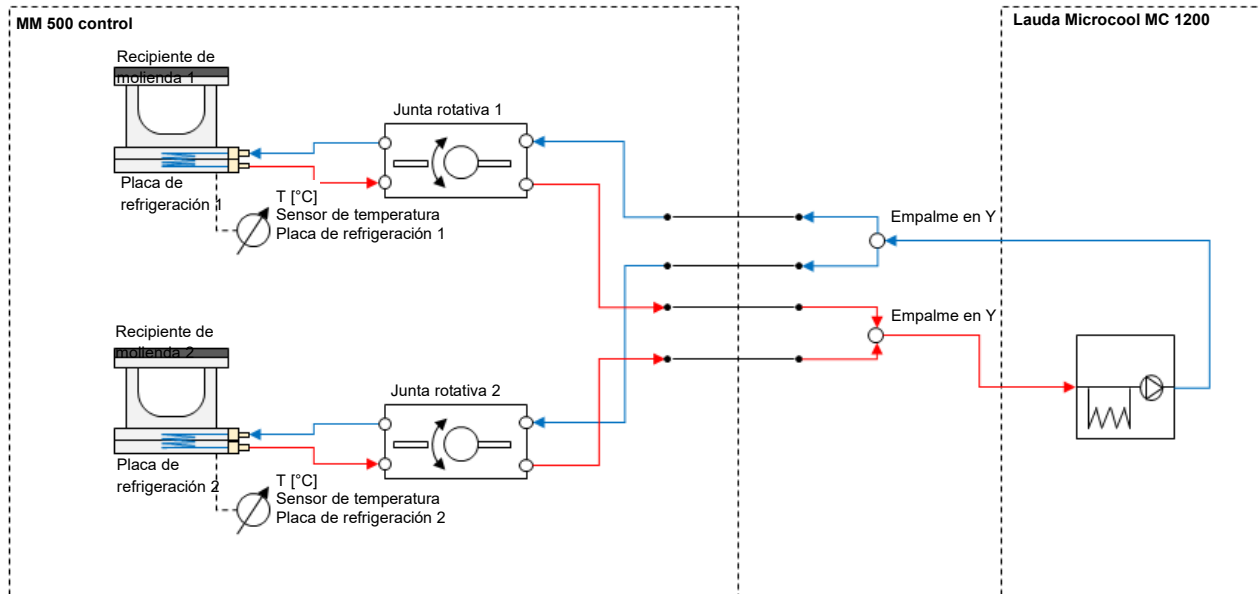 MM 500 control
Lauda Microcool MC 1200
Recipiente de
molienda 1
Junta rotativa 1
Placa de
refrigeración 1
T [°C]
Sensor de temperatura
Placa de refrigeración 1
Empalme en Y
Empalme en Y
Recipiente de
molienda 2
Junta rotativa 2
Placa de
refrigeración 2
T [°C]
Sensor de temperatura
Placa de refrigeración 2